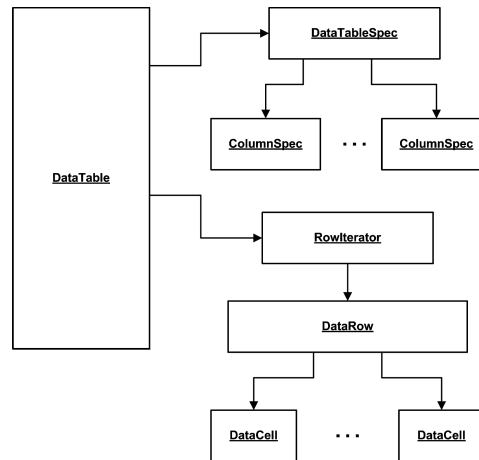 DataTableSpec
ColumnSpec ... ColumnSpec
DataTable
RowIterator
DataRow
DataCell ... DataCell